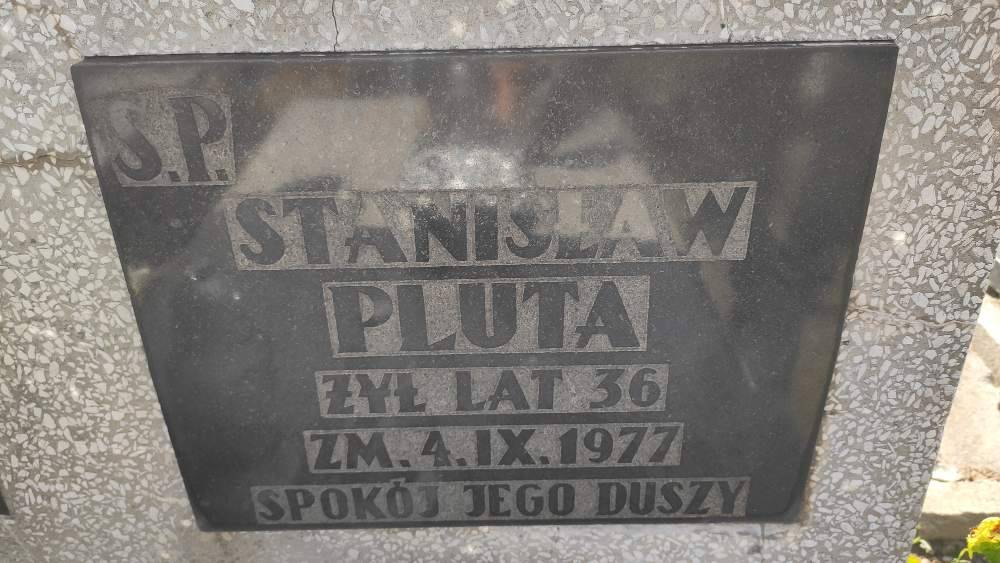 S.P.
STANISŁAW
PLUTA
ŻYŁ LAT 36
ZM. 4.IX.1977
SPOKÓJ JEGO DUSZY